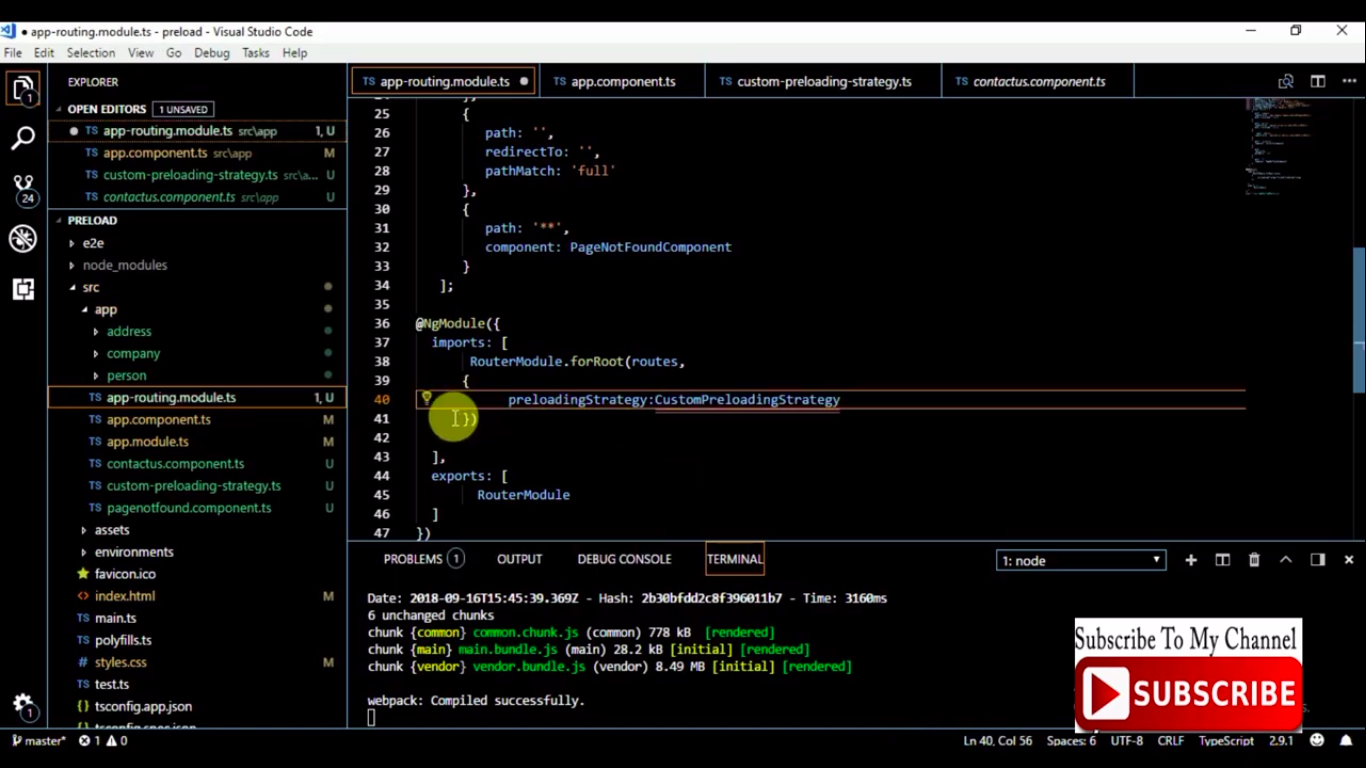 app-routing.module.ts - preload - Visual Studio Code
File Edit Selection View Go Debug Tasks Help
EXPLORER
OPEN EDITORS 1 UNSAVED
TS app-routing.module.ts src\app 1, U
TS app.component.ts src\app M
TS custom-preloading-strategy.ts src\a... U
TS contactus.component.ts src\app U
PRELOAD
e2e
node_modules
src
app
address
company
person
TS app-routing.module.ts 1, U
TS app.component.ts M
TS app.module.ts M
TS contactus.component.ts U
TS custom-preloading-strategy.ts U
TS pagenotfound.component.ts U
assets
environments
favicon.ico
index.html M
TS main.ts
TS polyfills.ts
styles.css M
TS test.ts
{} tsconfig.app.json
1
24
1
TS app-routing.module.ts TS app.component.ts TS custom-preloading-strategy.ts TS contactus.component.ts
25 {
26 path: '',
27 redirectTo: '',
28 pathMatch: 'full'
29 },
30 {
31 path: '**',
32 component: PageNotFoundComponent
33 }
34 ];
35
36 @NgModule({
37 imports: [
38 RouterModule.forRoot(routes,
39 {
40 preloadingStrategy:CustomPreloadingStrategy
41 })
42
43 ],
44 exports: [
45 RouterModule
46 ]
47 })
PROBLEMS 1 OUTPUT DEBUG CONSOLE TERMINAL 1: node
Date: 2018-09-16T15:45:39.369Z - Hash: 2b30bfdd2c8f396011b7 - Time: 3160ms
6 unchanged chunks
chunk {common} common.chunk.js (common) 778 kB [rendered]
chunk {main} main.bundle.js (main) 28.2 kB [initial] [rendered]
chunk {vendor} vendor.bundle.js (vendor) 8.49 MB [initial] [rendered]
webpack: Compiled successfully.
Subscribe To My Channel
SUBSCRIBE
master* 1 0 Ln 40, Col 56 Spaces: 6 UTF-8 CRLF TypeScript 2.9.1